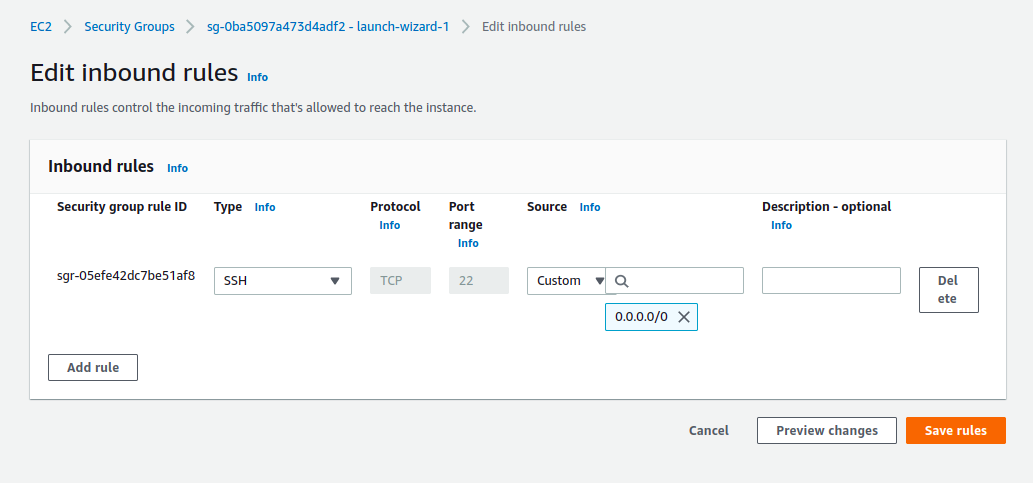 EC2 > Security Groups > sg-0ba5097a473d4adf2 - launch-wizard-1 > Edit inbound rules
Edit inbound rules Info
Inbound rules control the incoming traffic that's allowed to reach the instance.
Inbound rules Info
Security group rule ID
Type Info
Protocol
Info
Port
range
Info
Source Info
Description - optional
Info
sgr-05efe42dc7be51af8
SSH
TCP
22
Custom
0.0.0.0/0
Del
ete
Add rule
Cancel
Preview changes
Save rules